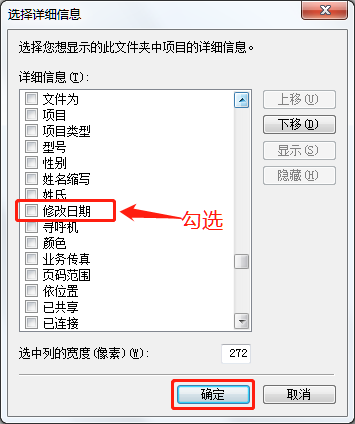 选择详细信息
选择您想显示的此文件夹中项目的详细信息。
详细信息(T):
文件为
项目
项目类型
型号
性别
姓名缩写
姓氏
修改日期
寻呼机
颜色
业务传真
页码范围
依位置
已共享
已连接
上移(U)
下移(D)
显示(S)
隐藏(H)
勾选
选中列的宽度(像素)(W):
272
确定
取消